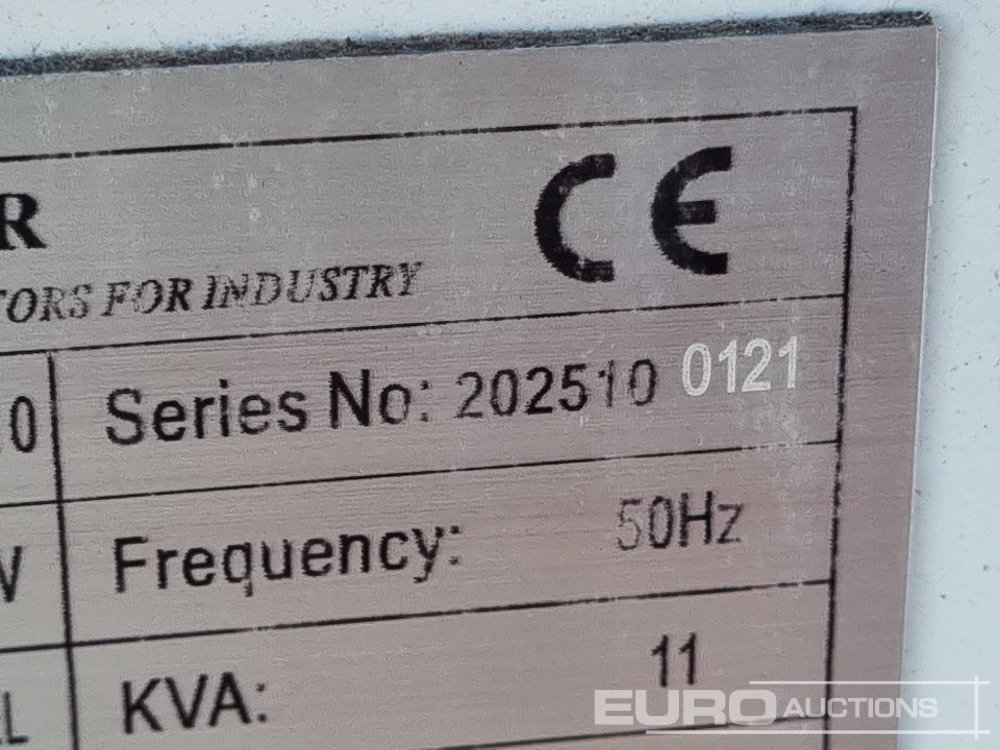 R
TORS FOR INDUSTRY
CE
0 Series No: 202510 0121
Frequency: 50Hz
KVA: 11
EURO AUCTIONS